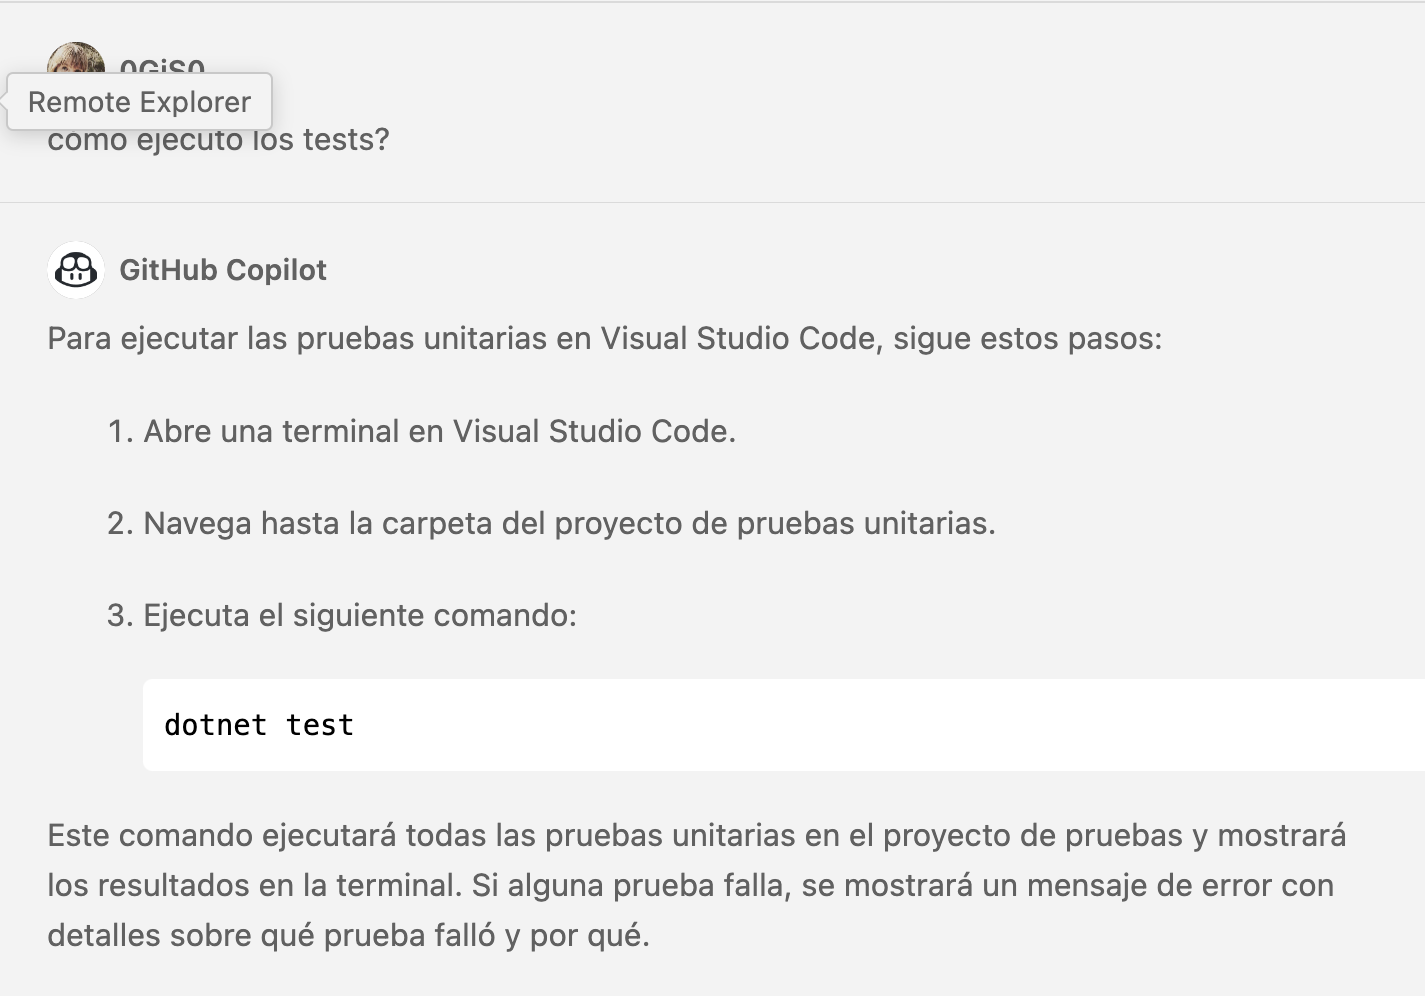 0GiS0
Remote Explorer
cómo ejecuto los tests?
GitHub Copilot
Para ejecutar las pruebas unitarias en Visual Studio Code, sigue estos pasos:
1. Abre una terminal en Visual Studio Code.
2. Navega hasta la carpeta del proyecto de pruebas unitarias.
3. Ejecuta el siguiente comando:
dotnet test
Este comando ejecutará todas las pruebas unitarias en el proyecto de pruebas y mostrará
los resultados en la terminal. Si alguna prueba falla, se mostrará un mensaje de error con
detalles sobre qué prueba falló y por qué.